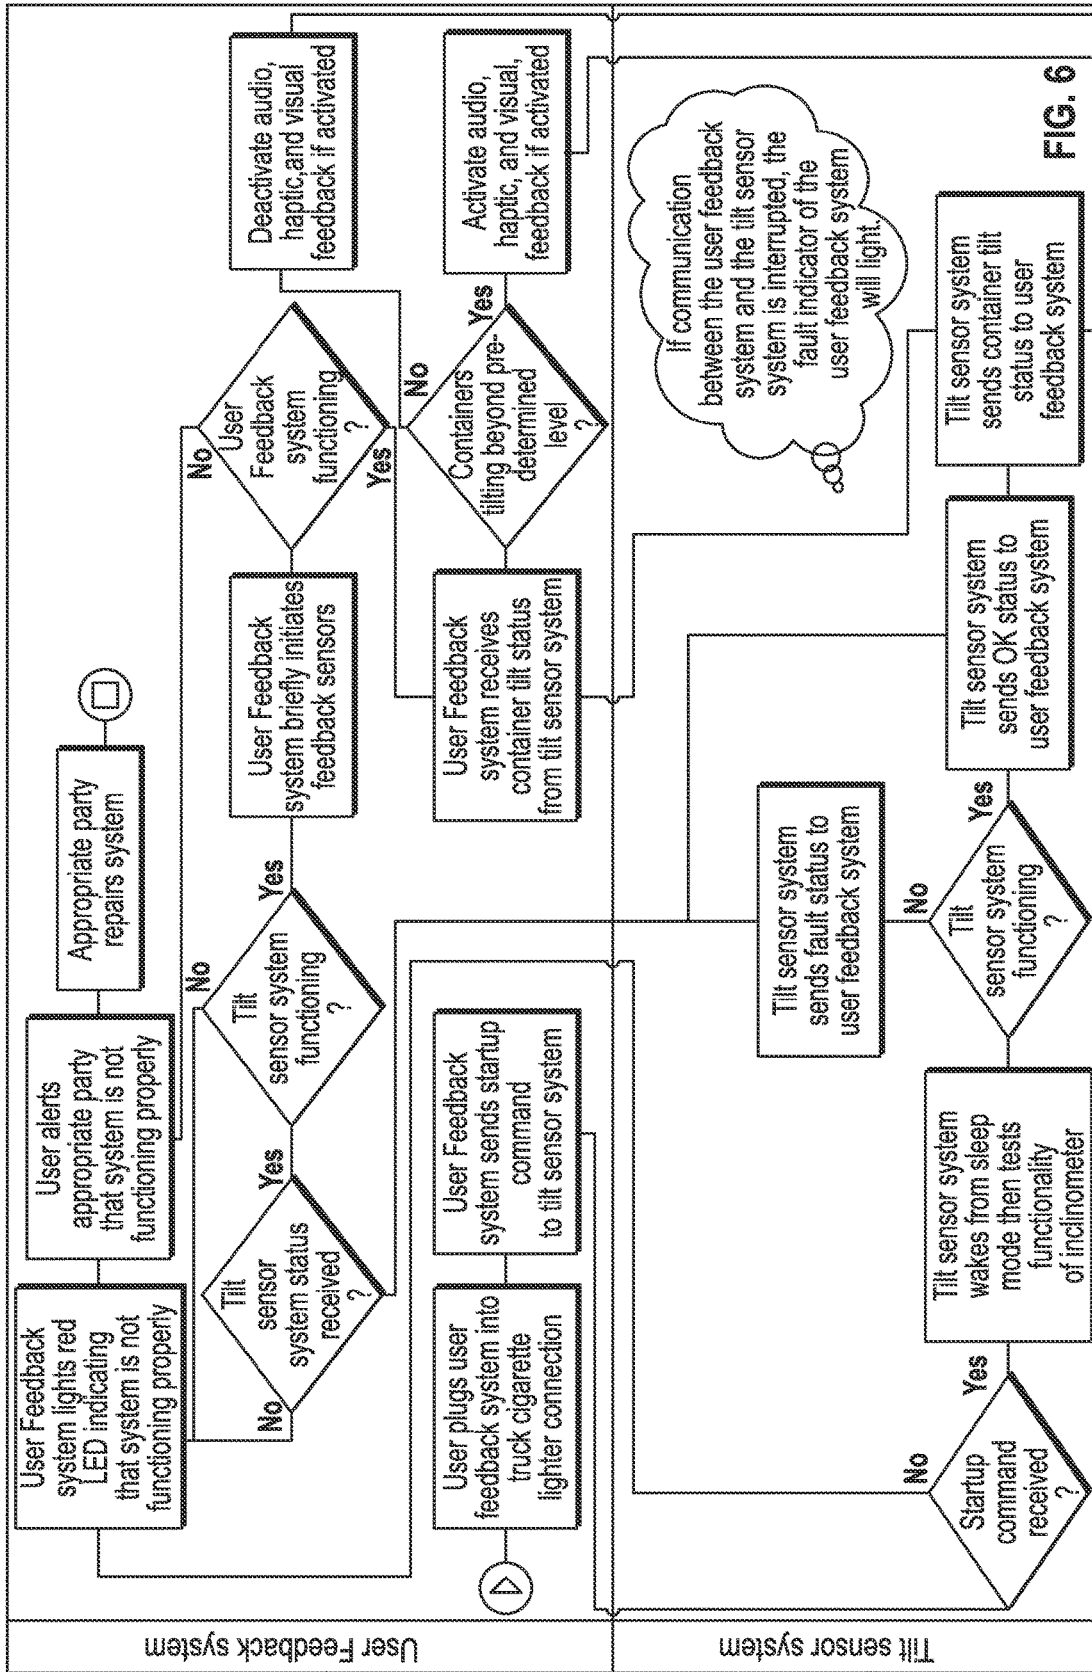 User Feedback system
User Feedback
system lights red
LED indicating
that system is not
functioning properly
User alerts
appropriate party
that system is not
functioning properly
Appropriate party
repairs system
No
Tilt
sensor
system status
received
?
Yes
No
Tilt
sensor system
functioning
?
Yes
User Feedback
system briefly initiates
feedback sensors
No
User
Feedback
system
functioning
?
Yes
Deactivate audio,
haptic,and visual
feedback if activated
User plugs user
feedback system into
truck cigarette
lighter connection
User Feedback
system sends startup
command
to tilt sensor system
User Feedback
system receives
container tilt status
from tilt sensor system
No
Containers
tilting beyond pre-
determined
level
?
Yes
Activate audio,
haptic, and visual,
feedback if activated
Tilt sensor system
No
Startup
command
received
?
Yes
Tilt sensor system
wakes from sleep
mode then tests
functionality
of inclinometer
Tilt sensor system
sends fault status to
user feedback system
No
Tilt
sensor system
functioning
?
Yes
Tilt sensor system
sends OK status to
user feedback system
Tilt sensor system
sends container tilt
status to user
feedback system
If communication
between the user feedback
system and the tilt sensor
system is interrupted, the
fault indicator of the
user feedback system
will light.
FIG. 6